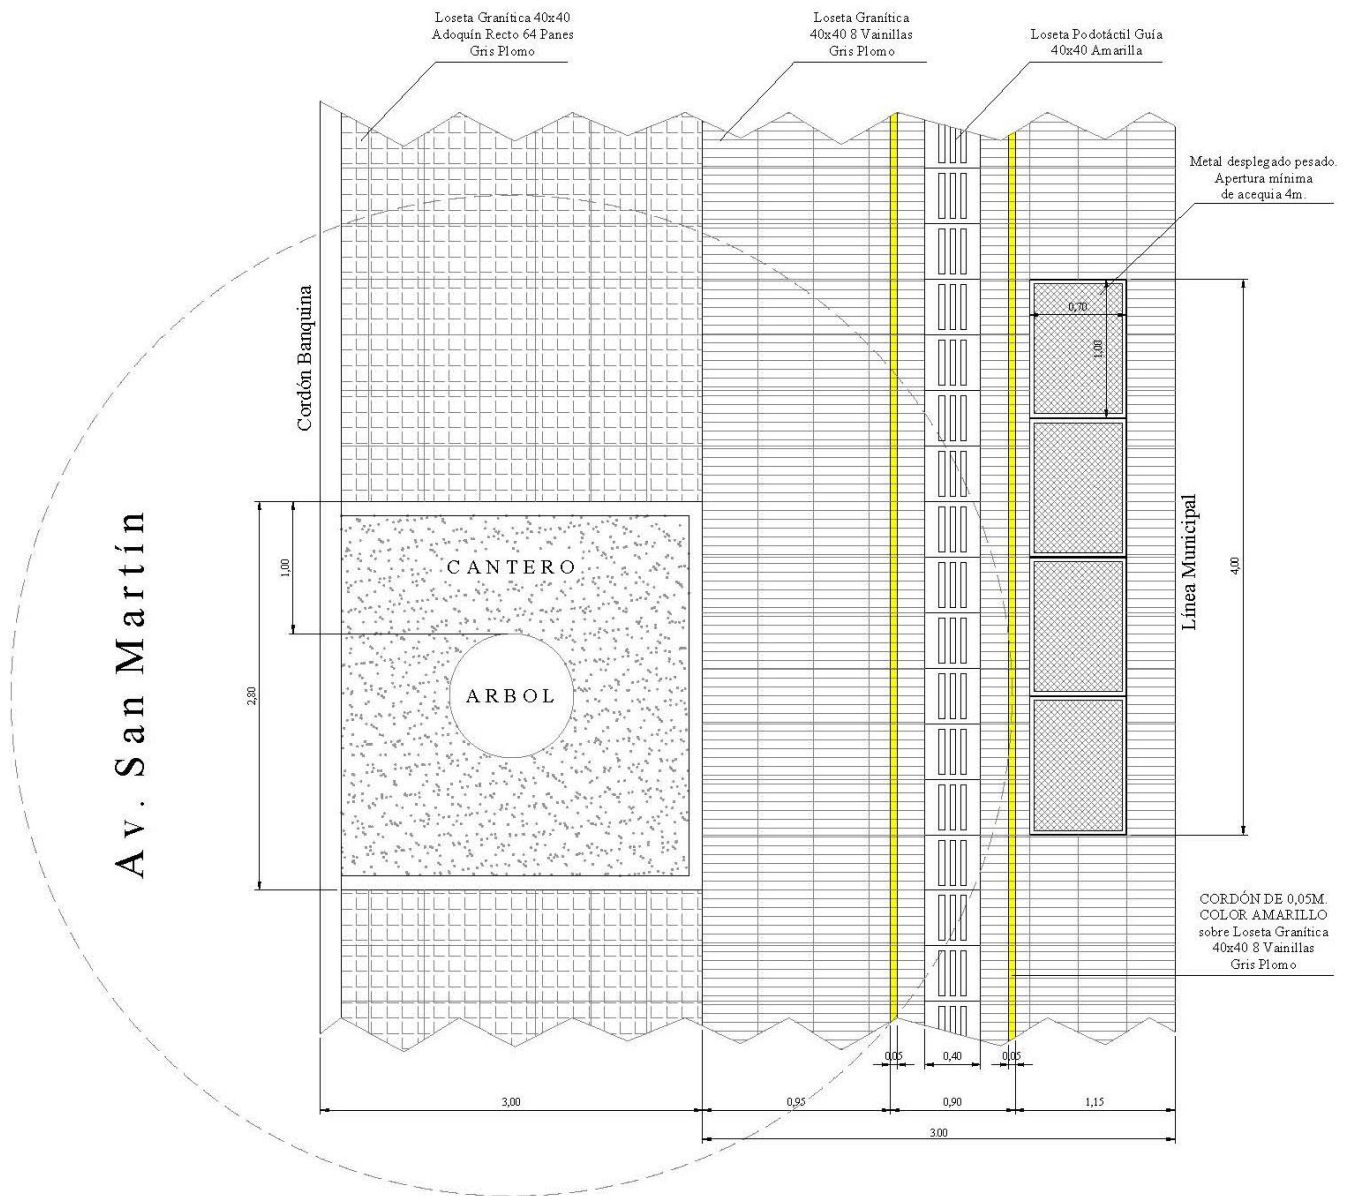 Loseta Granítica 40x40
Adoquín Recto 64 Panes
Gris Plomo
Loseta Granítica
40x40 8 Vainillas
Gris Plomo
Loseta Podotáctil Guía
40x40 Amarilla
Metal desplegado pesado.
Apertura mínima
de acequia 4m.
Cordón Banquina
0,70
1,00
Av. San Martín
CANTERO
1,00
ARBOL
2,80
4,00
Línea Municipal
CORDÓN DE 0,05M.
COLOR AMARILLO
sobre Loseta Granítica
40x40 8 Vainillas
Gris Plomo
0,05
0,40
0,05
3,00
0,95
0,90
1,15
3.00